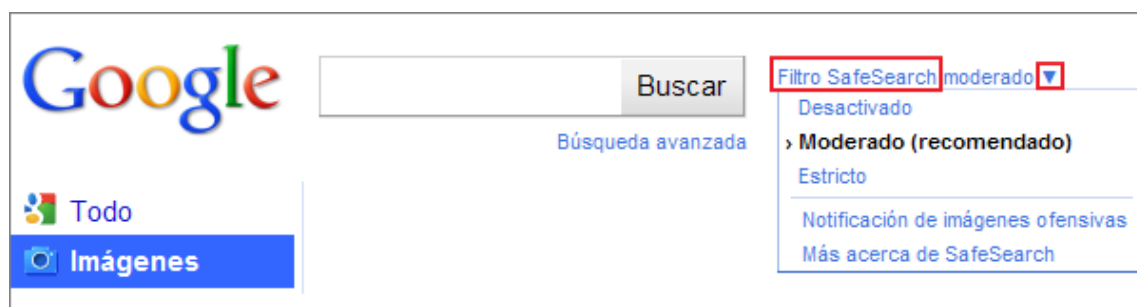 Google
Buscar
Filtro SafeSearch moderado ▼
Desactivado
Búsqueda avanzada
› Moderado (recomendado)
Estricto
Todo
Notificación de imágenes ofensivas
Imágenes
Más acerca de SafeSearch